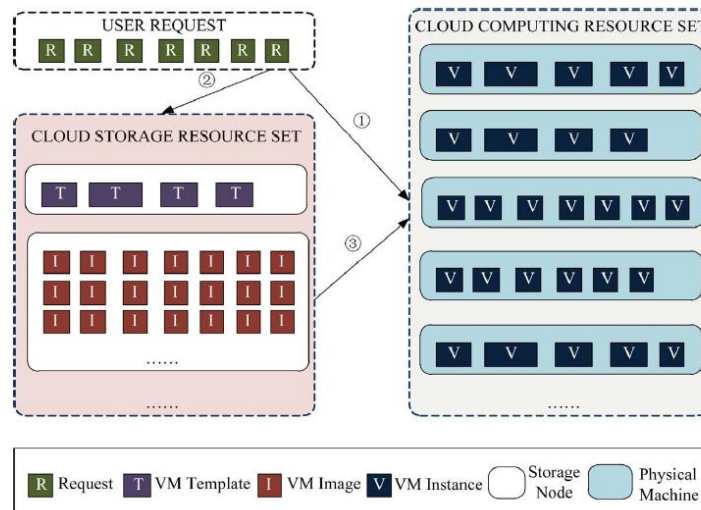 USER REQUEST
R R R R R R R
②
①
CLOUD STORAGE RESOURCE SET
T T T T
I I I I I I I
I I I I I I I
I I I I I I I
......
......
③
CLOUD COMPUTING RESOURCE SET
V V V V V
V V V V
V V V V V V V
V V V V V V
V V V V V
......
R Request T VM Template I VM Image V VM Instance Storage Node Physical Machine